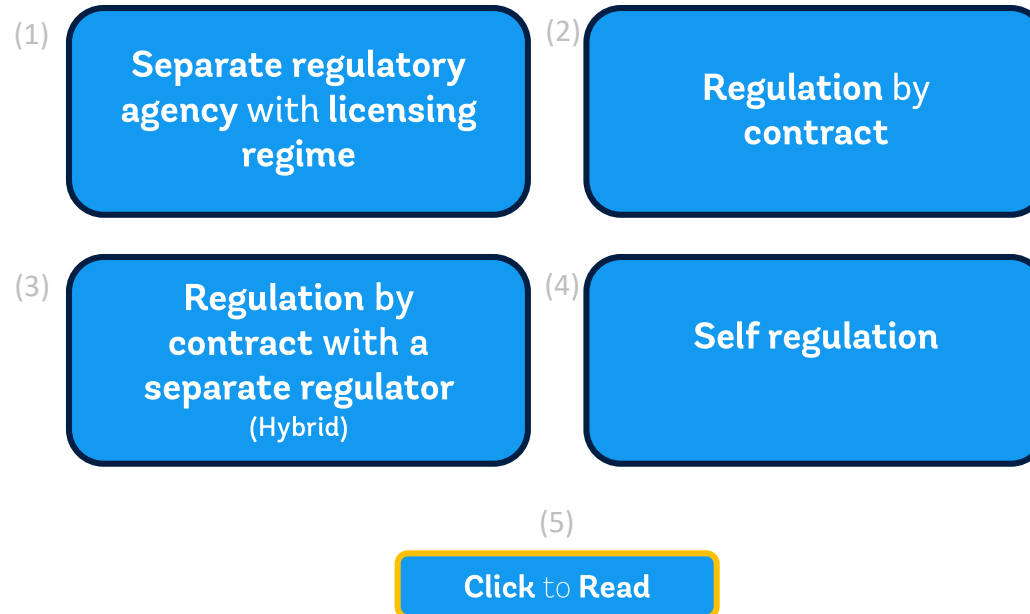 (1)
Separate regulatory
agency with licensing
regime
(2)
Regulation by
contract
(3)
Regulation by
contract with a
separate regulator
(Hybrid)
(4)
Self regulation
(5)
Click to Read